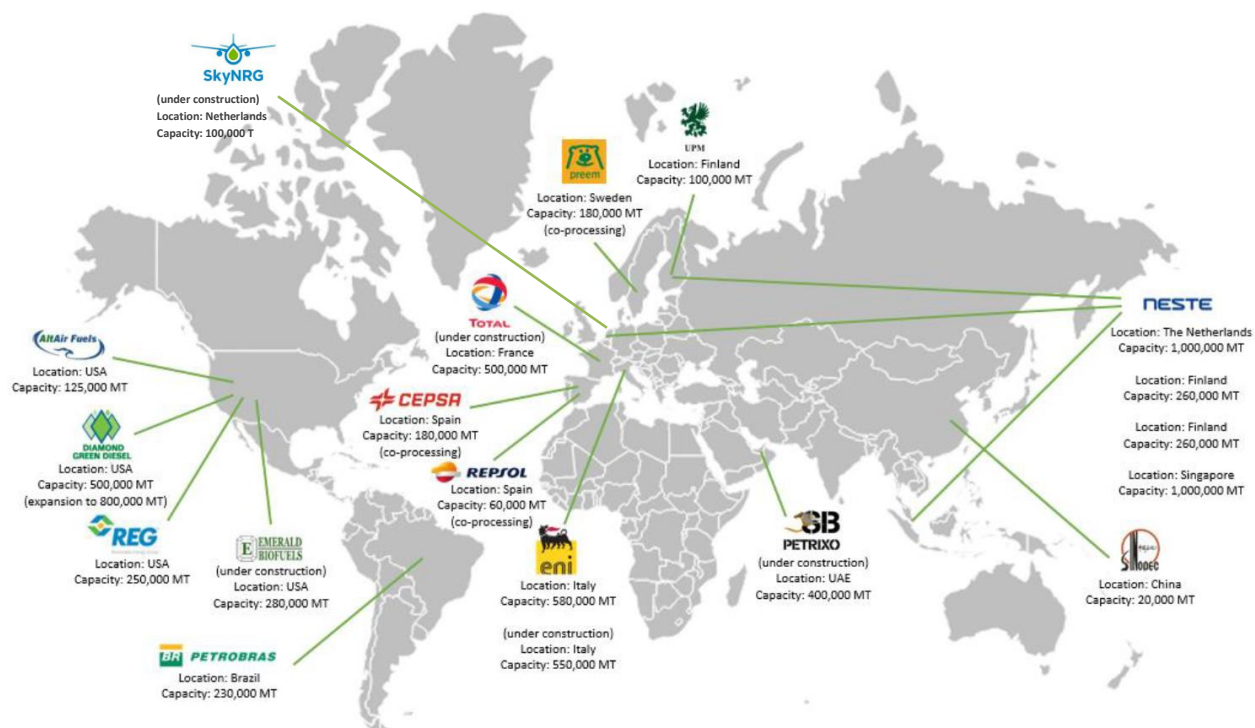 SkyNRG
(under construction)
Location: Netherlands
Capacity: 100,000 T
UPM
Location: Finland
Capacity: 100,000 MT
preem
Location: Sweden
Capacity: 180,000 MT
(co-processing)
TOTAL
(under construction)
Location: France
Capacity: 500,000 MT
NESTE
Location: The Netherlands
Capacity: 1,000,000 MT
Location: Finland
Capacity: 260,000 MT
Location: Finland
Capacity: 260,000 MT
Location: Singapore
Capacity: 1,000,000 MT
AltAir Fuels
Location: USA
Capacity: 125,000 MT
CEPSA
Location: Spain
Capacity: 180,000 MT
(co-processing)
DIAMOND
GREEN DIESEL
Location: USA
Capacity: 500,000 MT
(expansion to 800,000 MT)
REPSOL
Location: Spain
Capacity: 60,000 MT
(co-processing)
REG
Location: USA
Capacity: 250,000 MT
E EMERALD
BIOFUELS
(under construction)
Location: USA
Capacity: 280,000 MT
eni
Location: Italy
Capacity: 580,000 MT
(under construction)
Location: Italy
Capacity: 550,000 MT
PETRIXO
(under construction)
Location: UAE
Capacity: 400,000 MT
Location: China
Capacity: 20,000 MT
BR PETROBRAS
Location: Brazil
Capacity: 230,000 MT